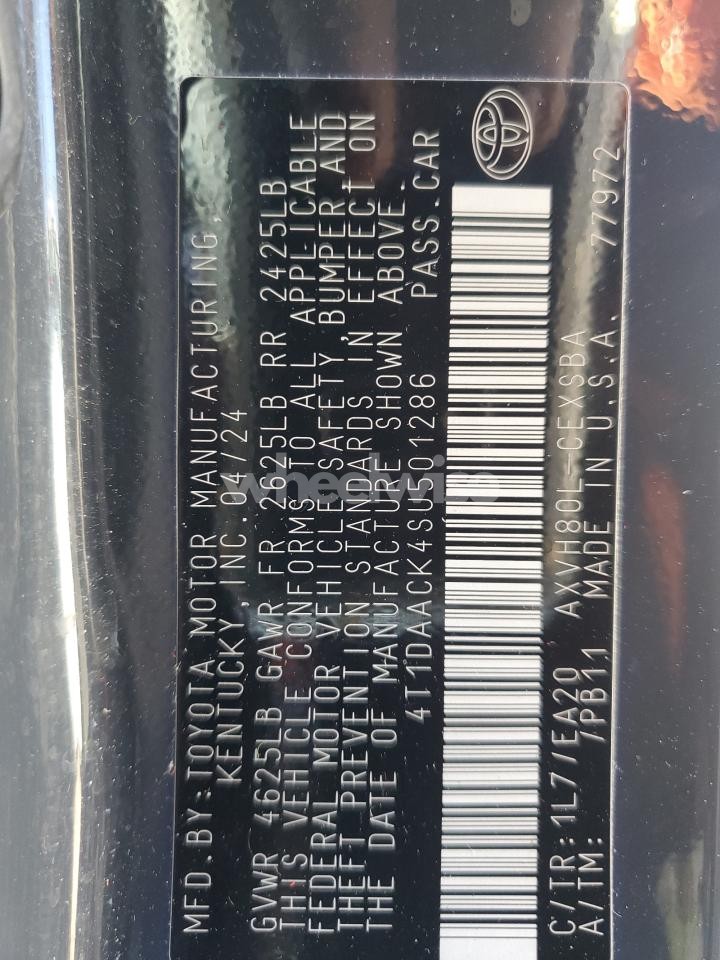 MFD.BY:TOYOTA MOTOR MANUFACTURING,
KENTUCKY,INC.04/24
GVWR 4625LB GAWR FR 2625LB RR 2425LB
THIS VEHICLE CONFORMS TO ALL APPLICABLE
FEDERAL MOTOR VEHICLE SAFETY, BUMPER AND
THEFT PREVENTION STANDARDS IN EFFECT ON
THE DATE OF MANUFACTURE SHOWN ABOVE.
4T1DAACK4SU501286 PASS.CAR
C/TR:1L7/EA20 AXVH80L-CEXSBA
A/TM: /PB11 MADE IN U.S.A. 77972
wheelwise